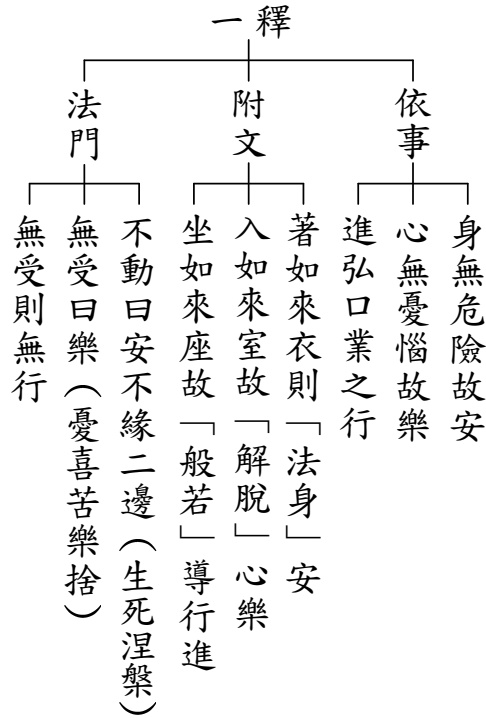 一釋
依事
身無危險故安
心無憂惱故樂
進弘口業之行
附文
著如來衣則「法身」安
入如來室故「解脫」心樂
坐如來座故「般若」導行進
法門
不動曰安不緣二邊（生死涅槃）
無受曰樂（憂喜苦樂捨）
無受則無行